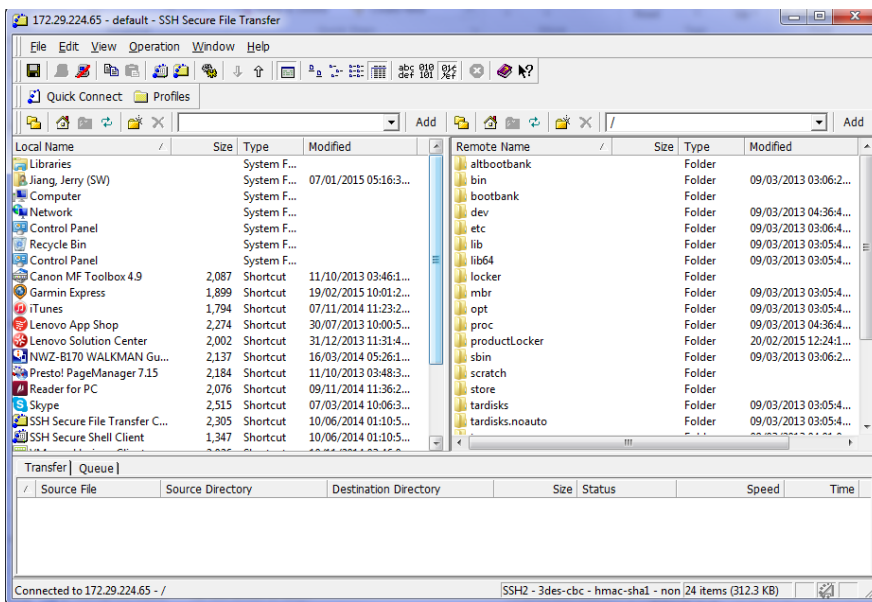 172.29.224.65 - default - SSH Secure File Transfer
File Edit View Operation Window Help
Quick Connect Profiles
Add / Add
Local Name / Size Type Modified
Remote Name / Size Type Modified
Libraries System F...
Jiang, Jerry (SW) System F... 07/01/2015 05:16:3...
Computer System F...
Network System F...
Control Panel System F...
Recycle Bin System F...
Control Panel System F...
Canon MF Toolbox 4.9 2,087 Shortcut 11/10/2013 03:46:1...
Garmin Express 1,899 Shortcut 19/02/2015 10:01:2...
iTunes 1,794 Shortcut 07/11/2014 11:23:2...
Lenovo App Shop 2,274 Shortcut 30/07/2013 10:00:5...
Lenovo Solution Center 2,002 Shortcut 31/12/2013 11:31:4...
NWZ-B170 WALKMAN Gu... 2,137 Shortcut 16/03/2014 05:26:1...
Presto! PageManager 7.15 2,184 Shortcut 11/10/2013 03:48:3...
Reader for PC 2,076 Shortcut 09/11/2014 11:36:2...
Skype 2,515 Shortcut 07/03/2014 10:06:3...
SSH Secure File Transfer C... 2,305 Shortcut 10/06/2014 01:10:5...
SSH Secure Shell Client 1,347 Shortcut 10/06/2014 01:10:5...
altbootbank Folder
bin Folder 09/03/2013 03:06:2...
bootbank Folder
dev Folder 09/03/2013 04:36:4...
etc Folder 09/03/2013 03:06:4...
lib Folder 09/03/2013 03:05:4...
lib64 Folder 09/03/2013 03:05:4...
locker Folder
mbr Folder 09/03/2013 03:05:4...
opt Folder 09/03/2013 03:05:4...
proc Folder 09/03/2013 04:36:4...
productLocker Folder 20/02/2015 12:24:1...
sbin Folder 09/03/2013 03:06:2...
scratch Folder
store Folder
tardisks Folder 09/03/2013 03:05:4...
tardisks.noauto Folder 09/03/2013 03:05:4...
Transfer Queue
/ Source File Source Directory Destination Directory Size Status Speed Time
Connected to 172.29.224.65 - / SSH2 - 3des-cbc - hmac-sha1 - non 24 items (312.3 KB)